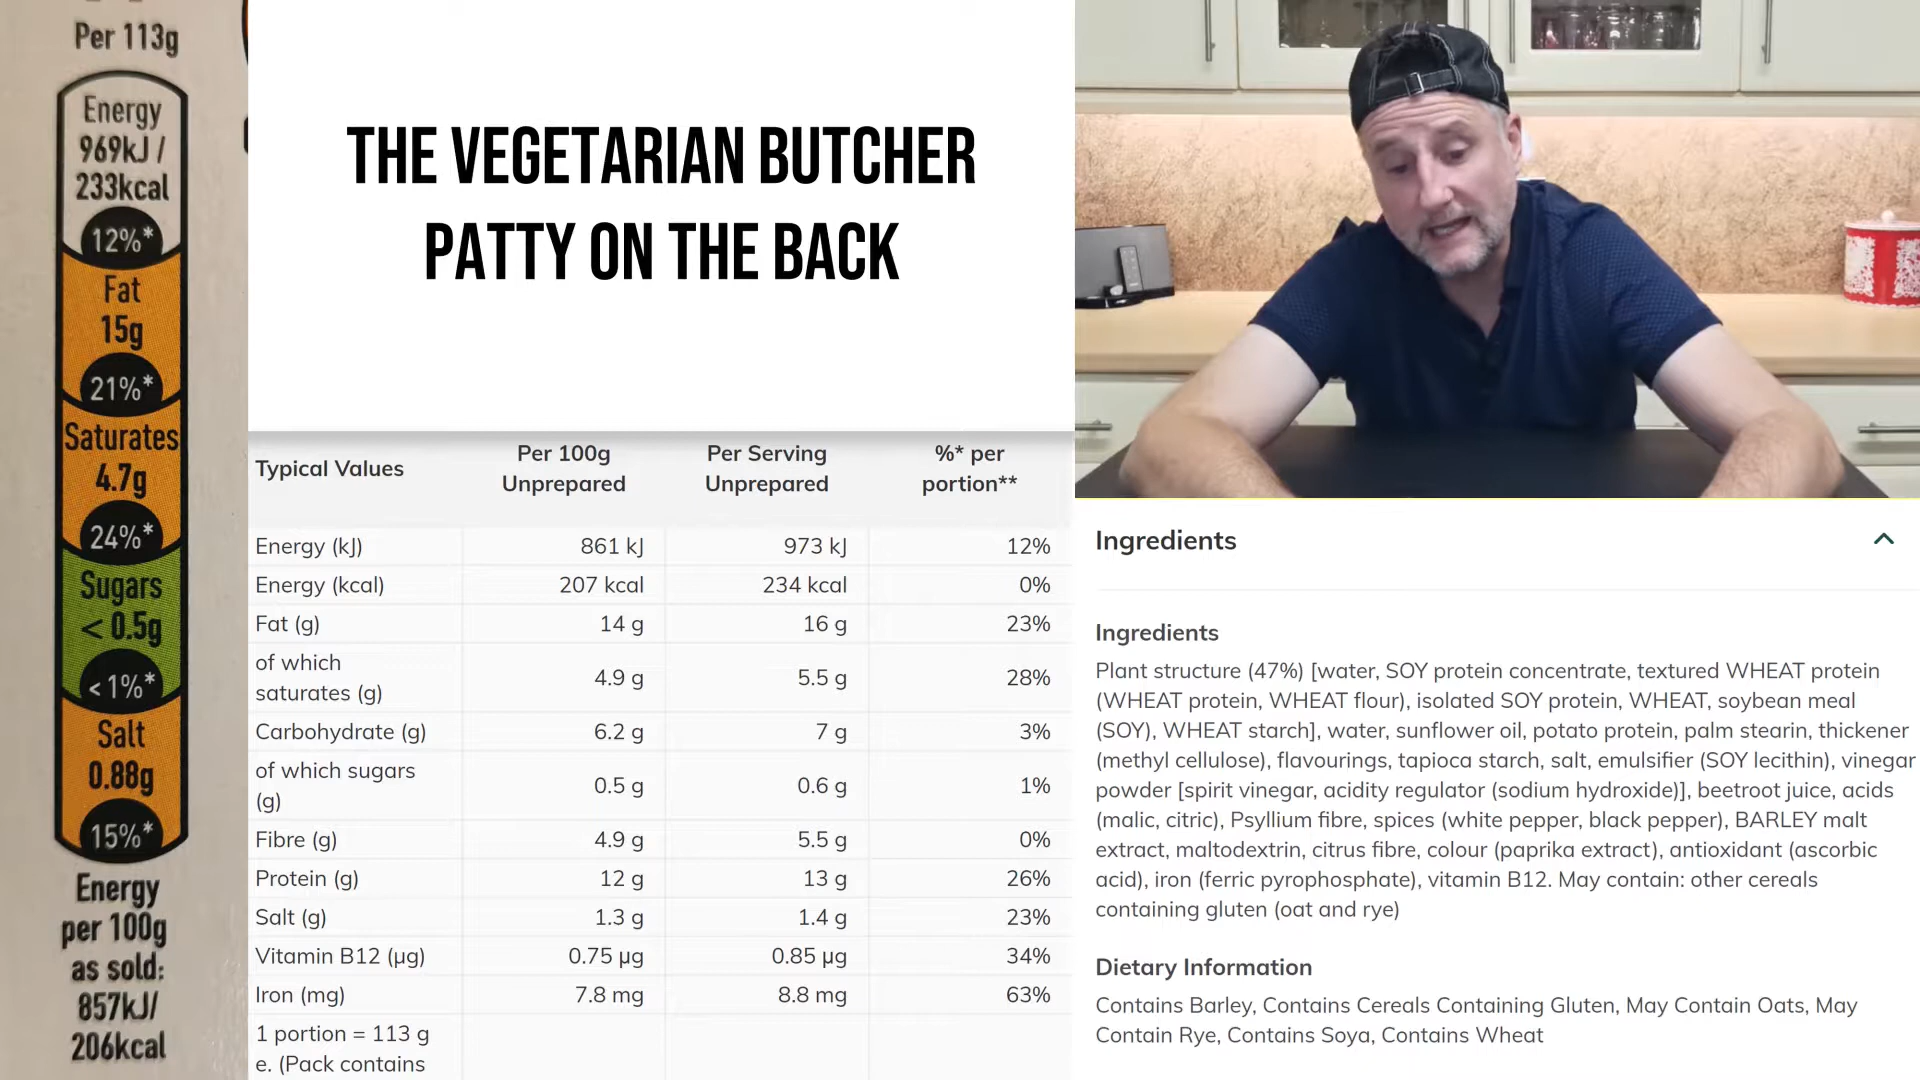 Per 113g
Energy
969kJ /
233kcal
12%*
Fat
15g
21%*
Saturates
4.7g
24%*
Sugars
< 0.5g
< 1%*
Salt
0.88g
15%*
Energy
per 100g
as sold:
857kJ/
206kcal
THE VEGETARIAN BUTCHER
PATTY ON THE BACK
Typical Values
Per 100g
Unprepared
Per Serving
Unprepared
%* per
portion**
Energy (kJ) 861 kJ 973 kJ 12%
Energy (kcal) 207 kcal 234 kcal 0%
Fat (g) 14 g 16 g 23%
of which
saturates (g) 4.9 g 5.5 g 28%
Carbohydrate (g) 6.2 g 7 g 3%
of which sugars
(g) 0.5 g 0.6 g 1%
Fibre (g) 4.9 g 5.5 g 0%
Protein (g) 12 g 13 g 26%
Salt (g) 1.3 g 1.4 g 23%
Vitamin B12 (µg) 0.75 µg 0.85 µg 34%
Iron (mg) 7.8 mg 8.8 mg 63%
1 portion = 113 g
e. (Pack contains
Ingredients
Ingredients
Plant structure (47%) [water, SOY protein concentrate, textured WHEAT protein
(WHEAT protein, WHEAT flour), isolated SOY protein, WHEAT, soybean meal
(SOY), WHEAT starch], water, sunflower oil, potato protein, palm stearin, thickener
(methyl cellulose), flavourings, tapioca starch, salt, emulsifier (SOY lecithin), vinegar
powder [spirit vinegar, acidity regulator (sodium hydroxide)], beetroot juice, acids
(malic, citric), Psyllium fibre, spices (white pepper, black pepper), BARLEY malt
extract, maltodextrin, citrus fibre, colour (paprika extract), antioxidant (ascorbic
acid), iron (ferric pyrophosphate), vitamin B12. May contain: other cereals
containing gluten (oat and rye)
Dietary Information
Contains Barley, Contains Cereals Containing Gluten, May Contain Oats, May
Contain Rye, Contains Soya, Contains Wheat